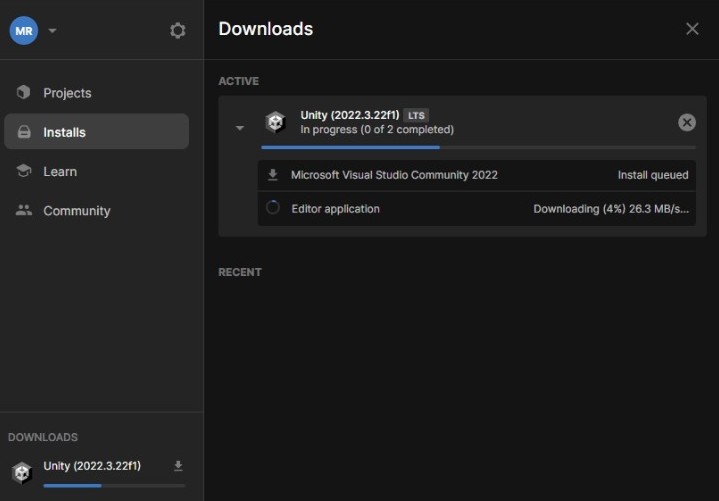 MR
Downloads
Projects
Installs
Learn
Community
ACTIVE
Unity (2022.3.22f1) LTS
In progress (0 of 2 completed)
Microsoft Visual Studio Community 2022 Install queued
Editor application Downloading (4%) 26.3 MB/s...
RECENT
DOWNLOADS
Unity (2022.3.22f1)